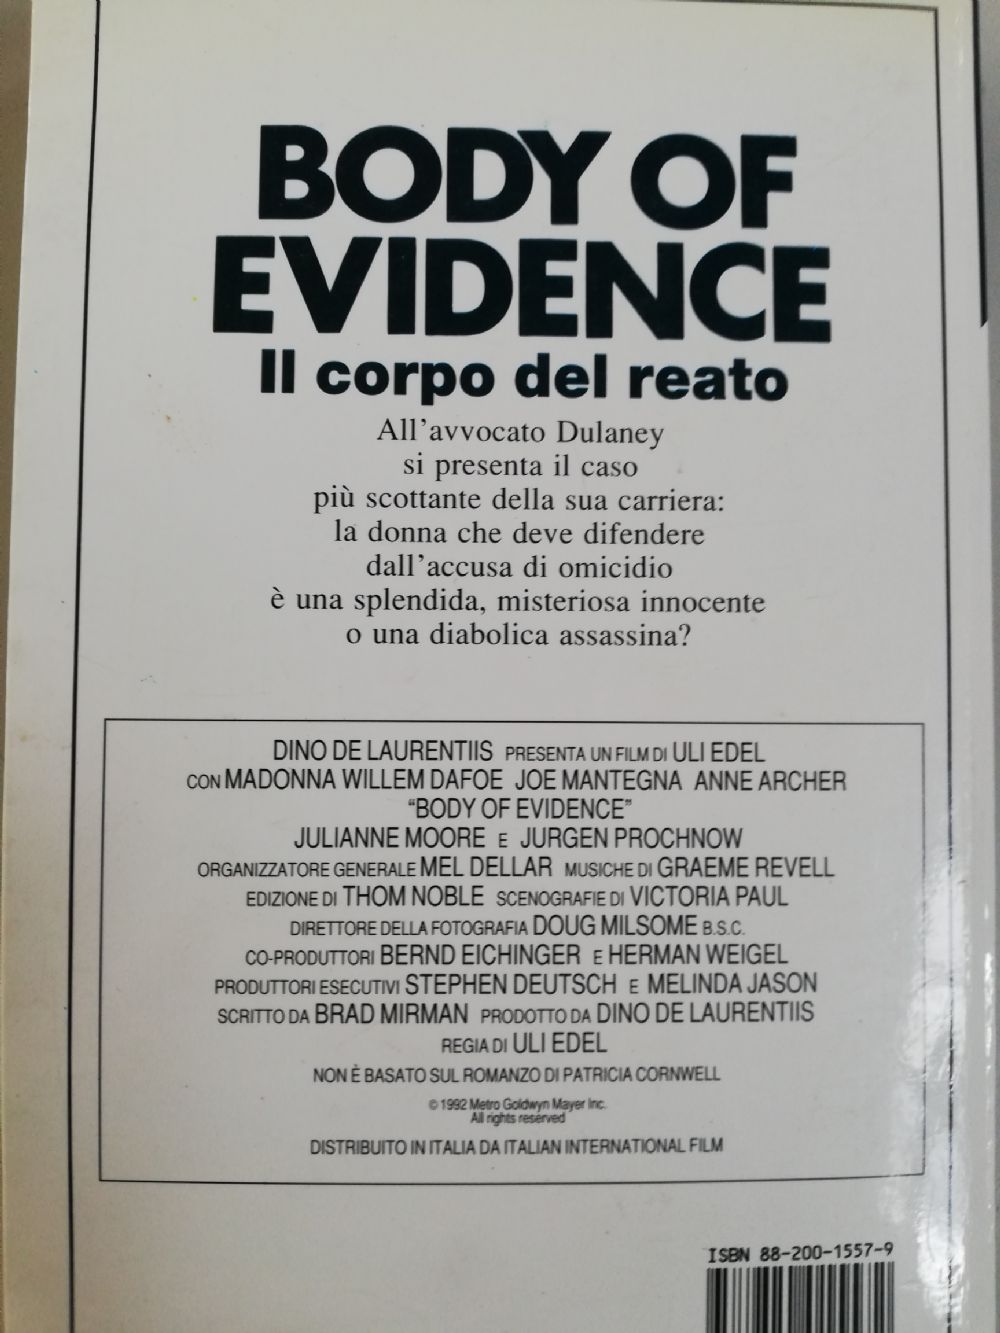 BODY OF
EVIDENCE
Il corpo del reato
All'avvocato Dulaney
si presenta il caso
più scottante della sua carriera:
la donna che deve difendere
dall'accusa di omicidio
è una splendida, misteriosa innocente
o una diabolica assassina?
DINO DE LAURENTIIS PRESENTA UN FILM DI ULI EDEL
CON MADONNA WILLEM DAFOE JOE MANTEGNA ANNE ARCHER
“BODY OF EVIDENCE”
JULIANNE MOORE E JURGEN PROCHNOW
ORGANIZZATORE GENERALE MEL DELLAR MUSICHE DI GRAEME REVELL
EDIZIONE DI THOM NOBLE SCENOGRAFIE DI VICTORIA PAUL
DIRETTORE DELLA FOTOGRAFIA DOUG MILSOME B.S.C.
CO-PRODUTTORI BERND EICHINGER E HERMAN WEIGEL
PRODUTTORI ESECUTIVI STEPHEN DEUTSCH E MELINDA JASON
SCRITTO DA BRAD MIRMAN PRODOTTO DA DINO DE LAURENTIIS
REGIA DI ULI EDEL
NON È BASATO SUL ROMANZO DI PATRICIA CORNWELL
© 1992 Metro Goldwyn Mayer Inc.
All rights reserved
DISTRIBUITO IN ITALIA DA ITALIAN INTERNATIONAL FILM
ISBN 88-200-1557-9